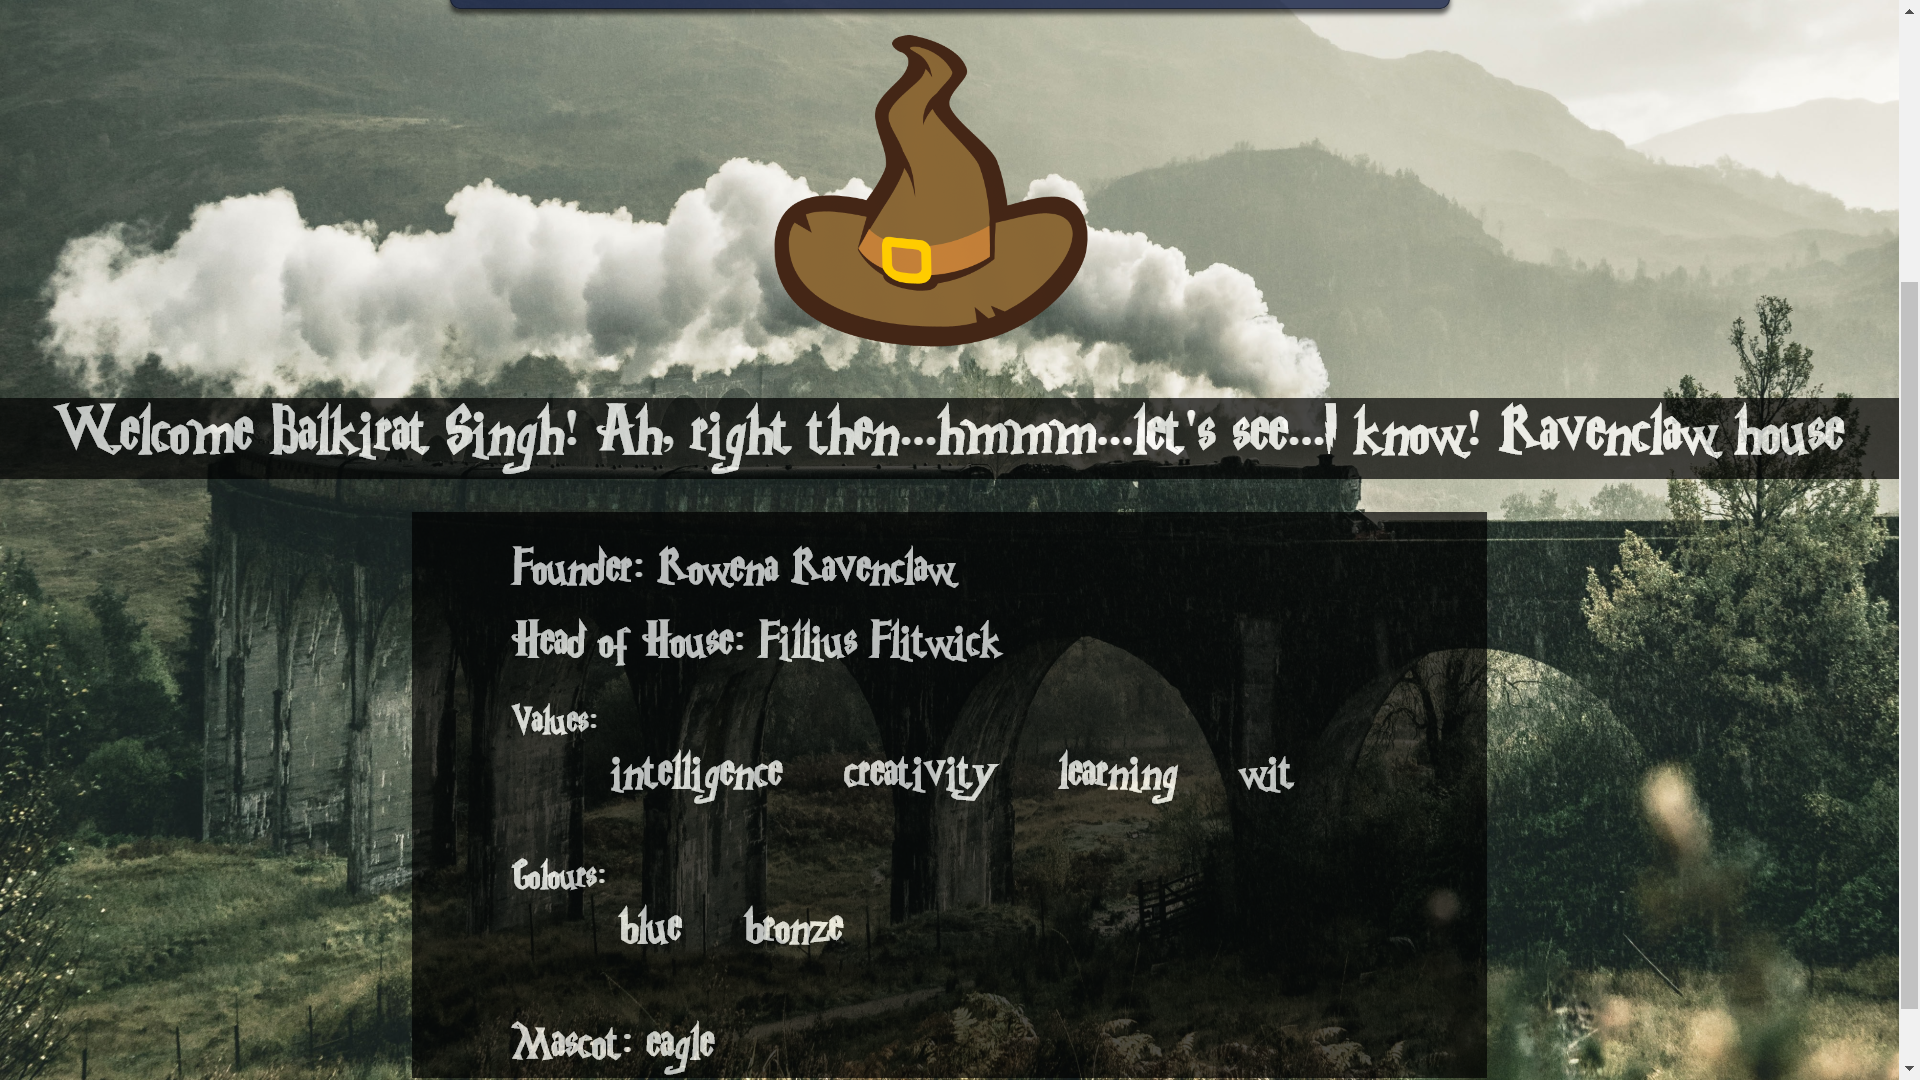 Welcome Balkirat Singh! Ah, right then...hmmm...let's see...I know! Ravenclaw house
Founder: Rowena Ravenclaw
Head of House: Fillius Flitwick
Values:
intelligence creativity learning wit
Colours:
blue bronze
Mascot: eagle